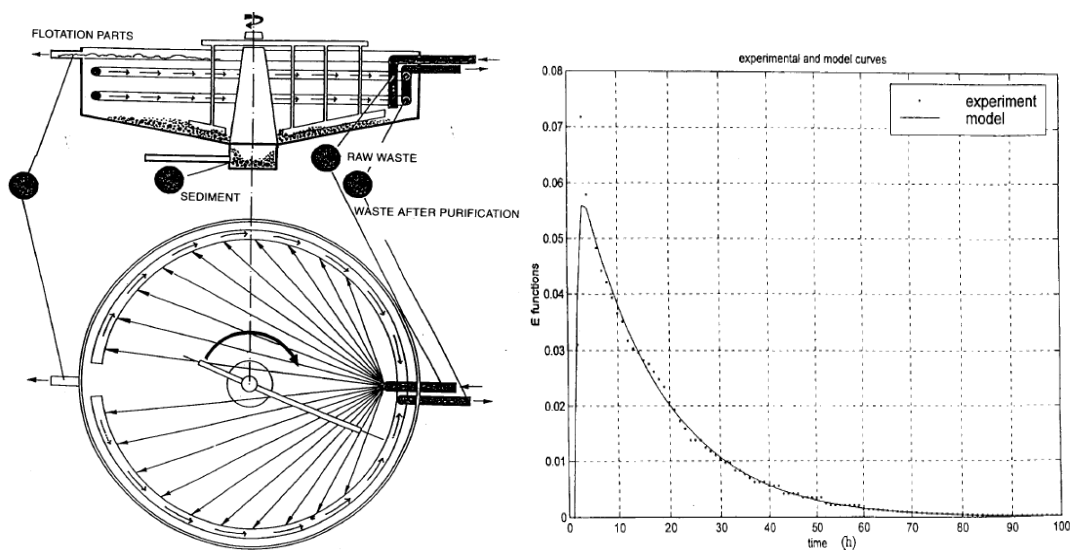 FLOTATION PARTS
RAW WASTE
SEDIMENT
WASTE AFTER PURIFICATION
experimental and model curves
experiment
model
E functions
0.08
0.07
0.06
0.05
0.04
0.03
0.02
0.01
0
0 10 20 30 40 50 60 70 80 90 100
time (h)